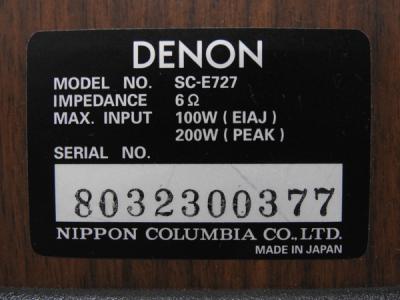 DENON
MODEL NO. SC-E727
IMPEDANCE 6Ω
MAX. INPUT 100W (EIAJ)
200W (PEAK)
SERIAL NO.
8032300377
NIPPON COLUMBIA CO., LTD.
MADE IN JAPAN